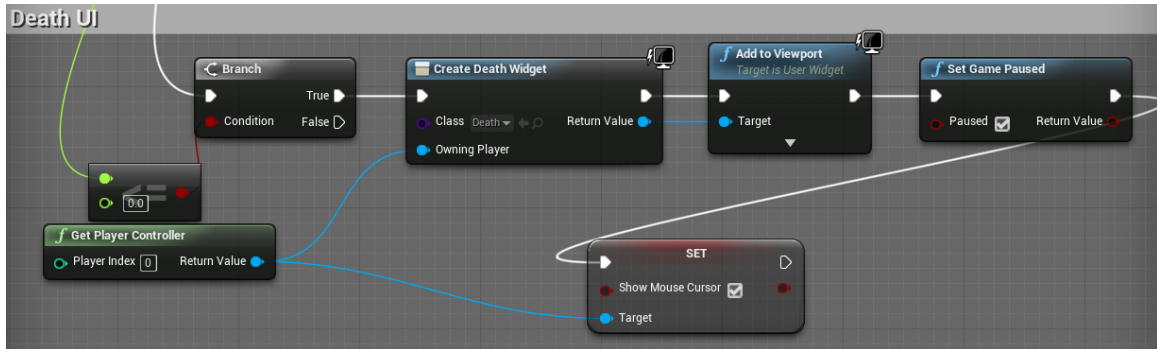 Death UI
Branch
True
Condition
False
Create Death Widget
Class Death
Return Value
Owning Player
f Add to Viewport
Target is User Widget
Target
f Set Game Paused
Paused
Return Value
<=
0.0
f Get Player Controller
Player Index 0
Return Value
SET
Show Mouse Cursor
Target